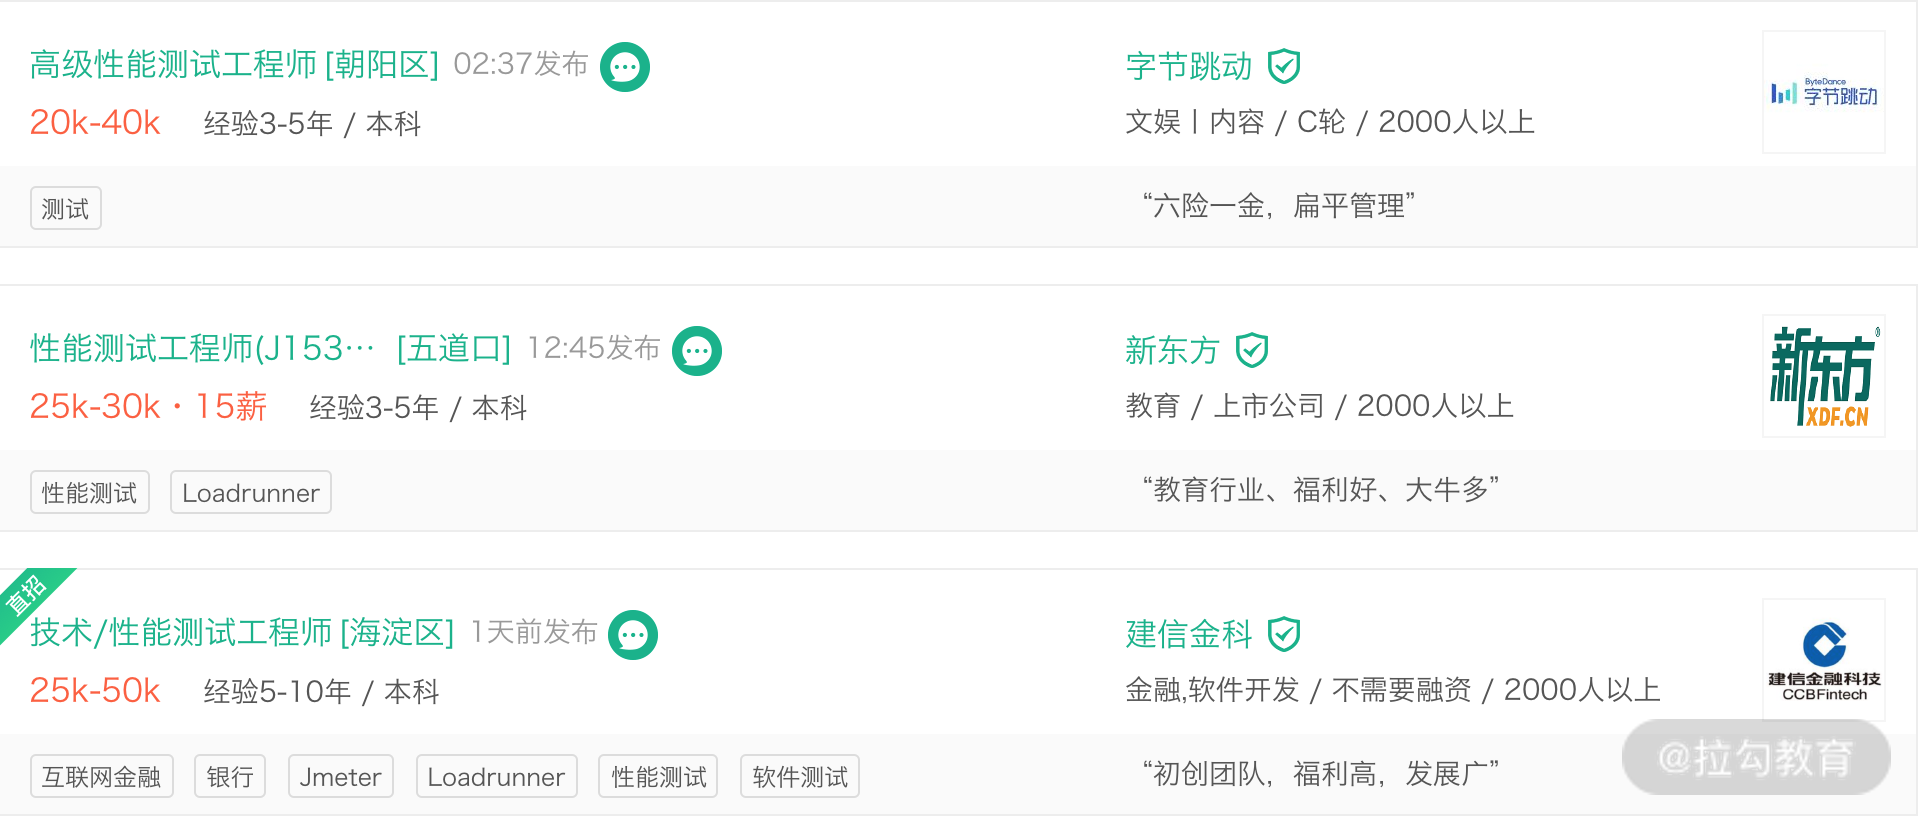 高级性能测试工程师 [朝阳区] 02:37发布
20k-40k 经验3-5年 / 本科
测试
字节跳动
文娱丨内容 / C轮 / 2000人以上
“六险一金，扁平管理”
ByteDance
字节跳动
性能测试工程师(J153··· [五道口] 12:45发布
25k-30k · 15薪 经验3-5年 / 本科
性能测试 Loadrunner
新东方
教育 / 上市公司 / 2000人以上
“教育行业、福利好、大牛多”
新东方®
XDF.CN
直招
技术/性能测试工程师 [海淀区] 1天前发布
25k-50k 经验5-10年 / 本科
互联网金融 银行 Jmeter Loadrunner 性能测试 软件测试
建信金科
金融,软件开发 / 不需要融资 / 2000人以上
“初创团队，福利高，发展广”
建信金融科技
CCBFintech
@拉勾教育